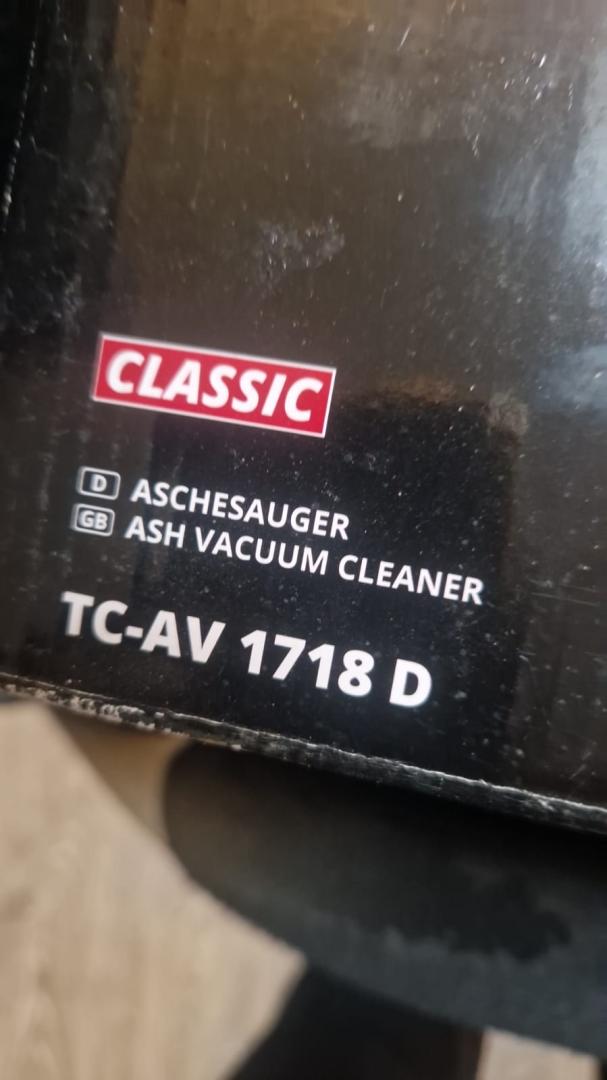 CLASSIC
D ASCHESAUGER
GB ASH VACUUM CLEANER
TC-AV 1718 D